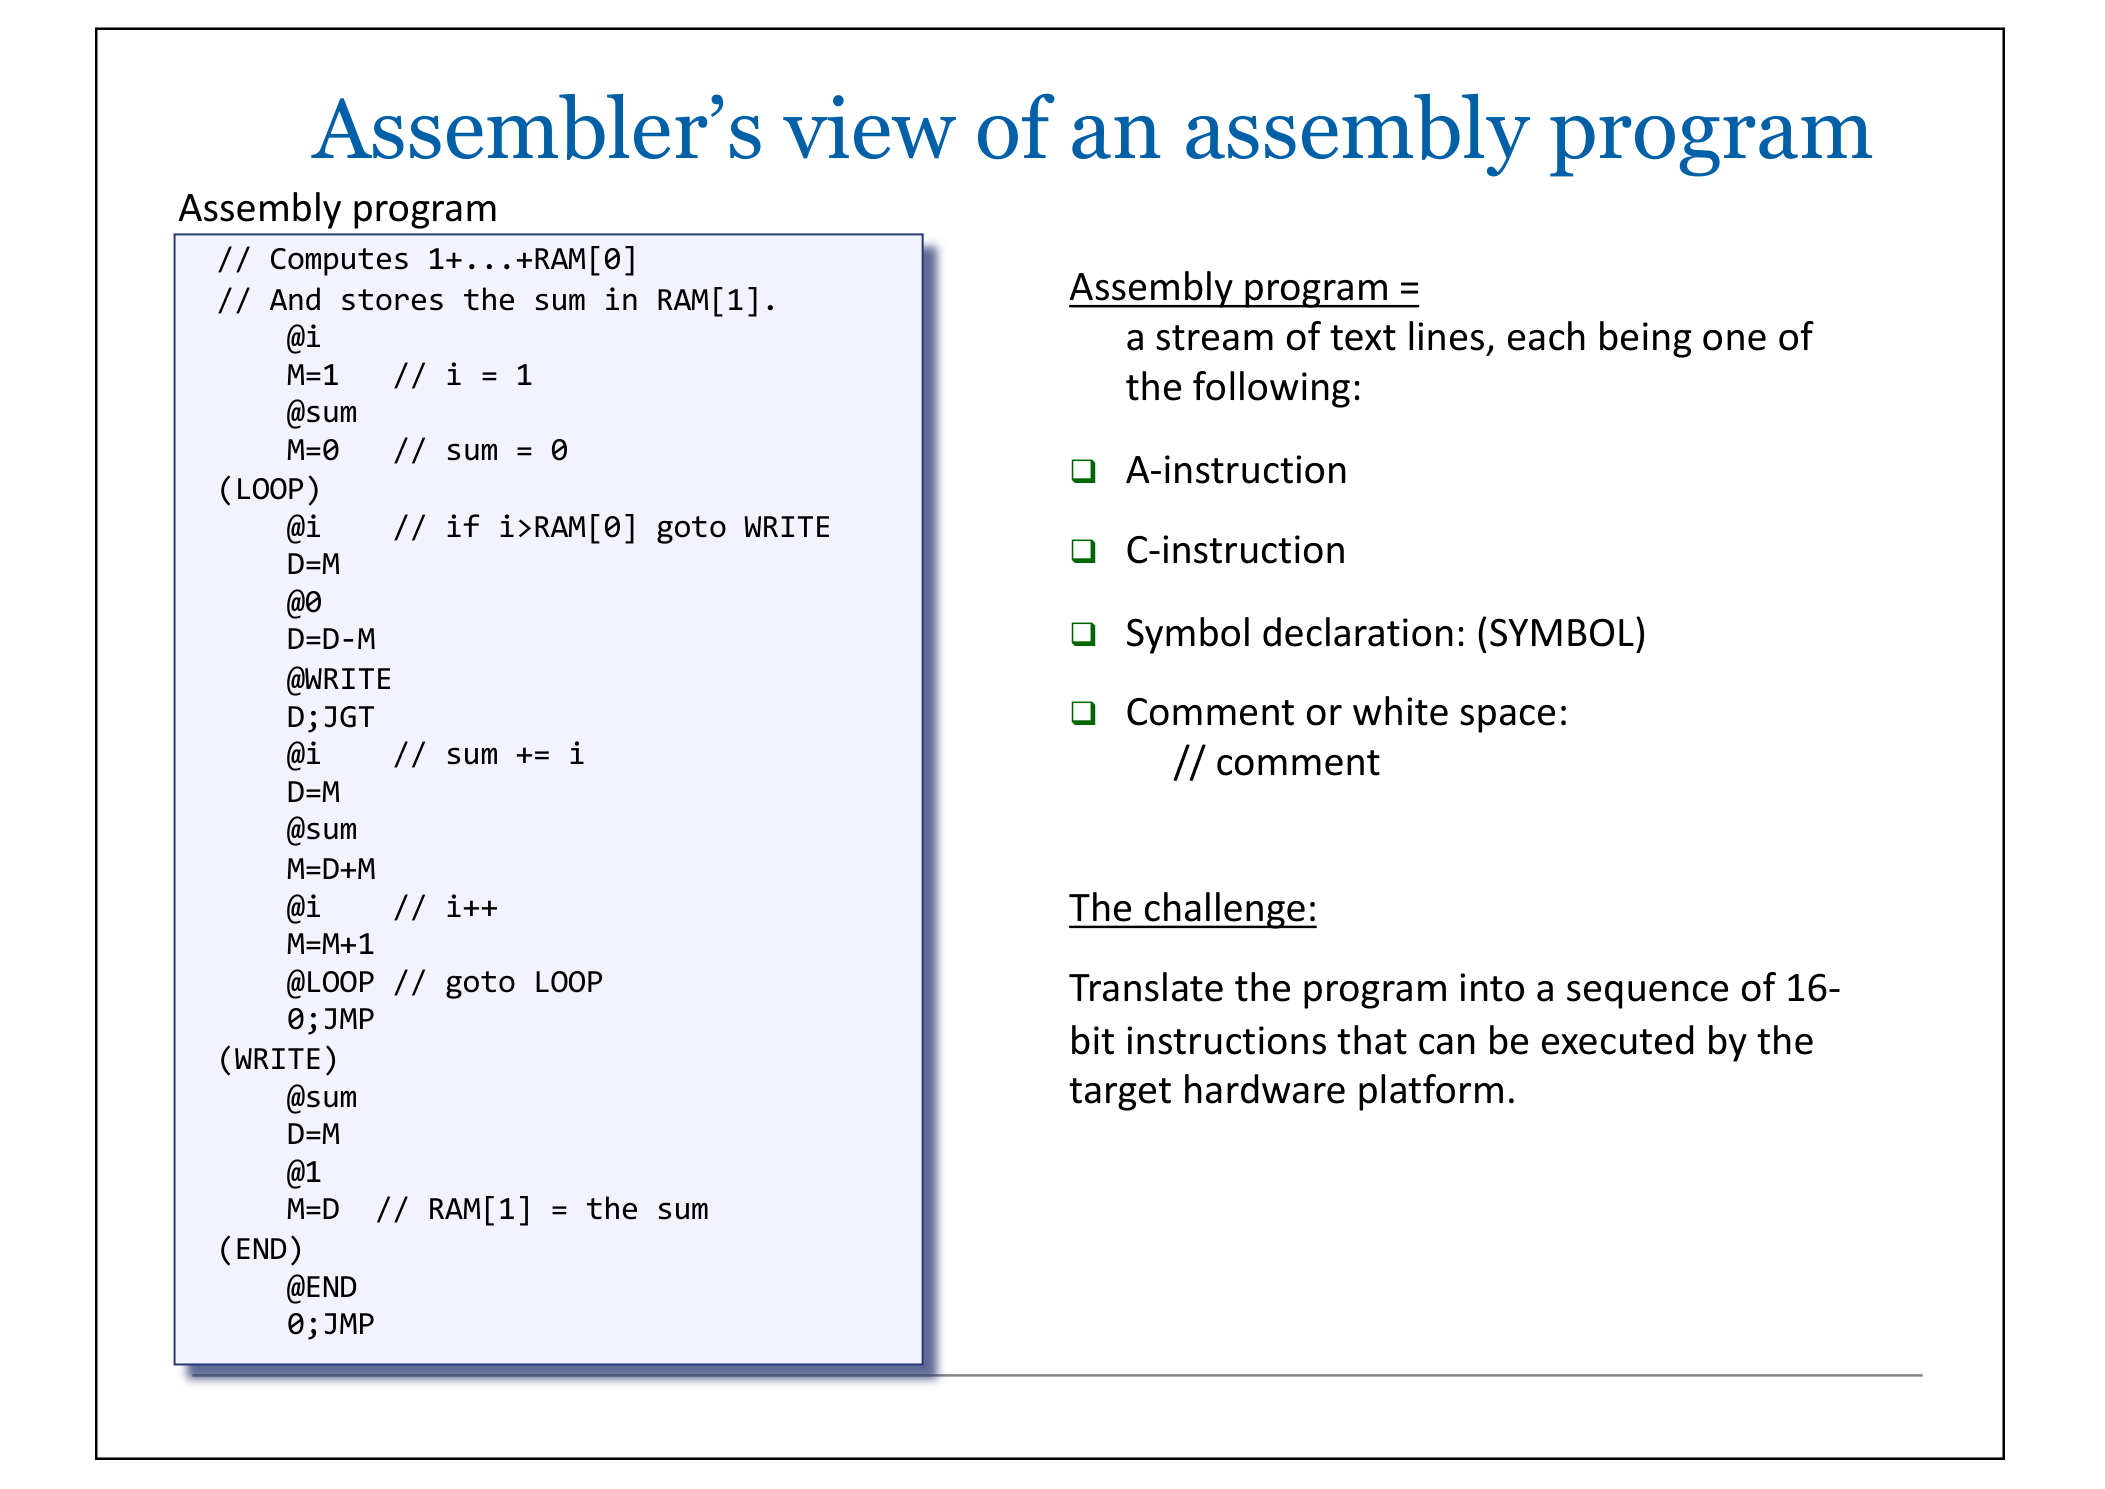 Assembler’s view of an assembly program
Assembly program
// Computes 1+...+RAM[0]
// And stores the sum in RAM[1].
    @i
    M=1   // i = 1
    @sum
    M=0   // sum = 0
(LOOP)
    @i    // if i>RAM[0] goto WRITE
    D=M
    @0
    D=D-M
    @WRITE
    D;JGT
    @i    // sum += i
    D=M
    @sum
    M=D+M
    @i    // i++
    M=M+1
    @LOOP // goto LOOP
    0;JMP
(WRITE)
    @sum
    D=M
    @1
    M=D  // RAM[1] = the sum
(END)
    @END
    0;JMP
Assembly program =
a stream of text lines, each being one of
the following:
❑ A-instruction
❑ C-instruction
❑ Symbol declaration: (SYMBOL)
❑ Comment or white space:
// comment
The challenge:
Translate the program into a sequence of 16-
bit instructions that can be executed by the
target hardware platform.